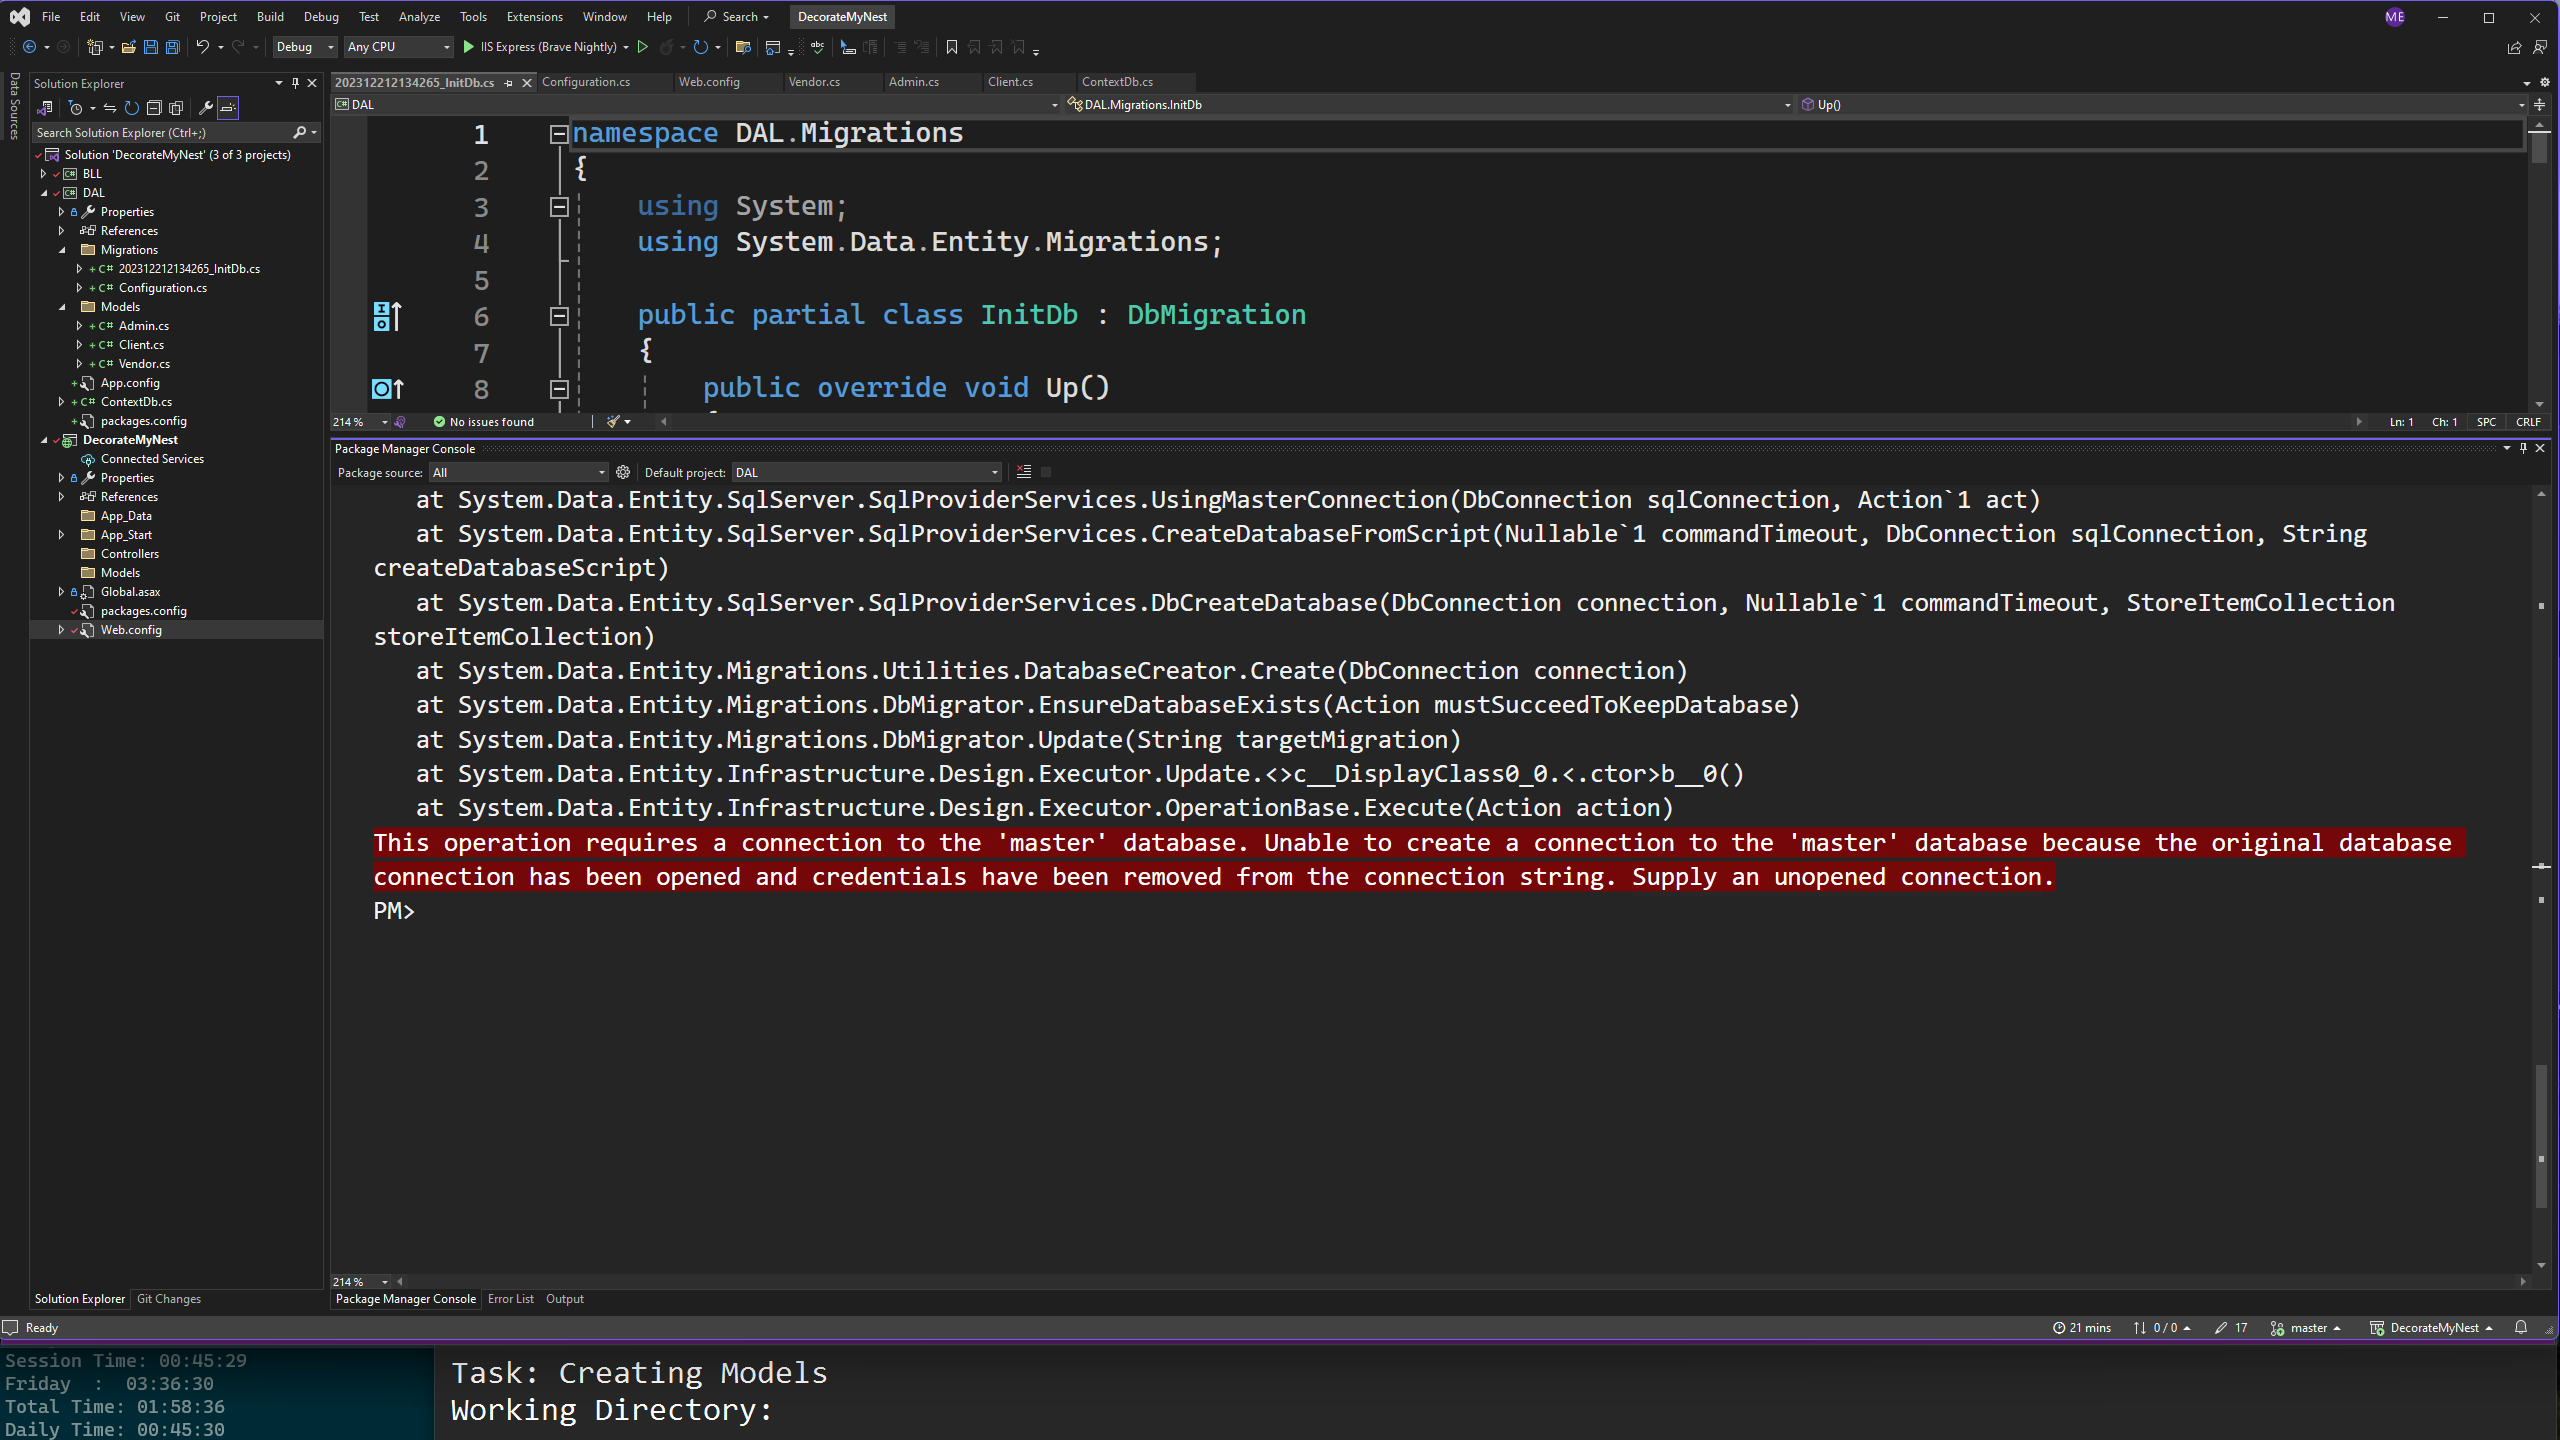 File Edit View Git Project Build Debug Test Analyze Tools Extensions Window Help Search DecorateMyNest ME
Debug Any CPU IIS Express (Brave Nightly)
Data Sources
Solution Explorer
Search Solution Explorer (Ctrl+;)
Solution 'DecorateMyNest' (3 of 3 projects)
BLL
DAL
Properties
References
Migrations
C# 202312212134265_InitDb.cs
C# Configuration.cs
Models
C# Admin.cs
C# Client.cs
C# Vendor.cs
App.config
C# ContextDb.cs
packages.config
DecorateMyNest
Connected Services
Properties
References
App_Data
App_Start
Controllers
Models
Global.asax
packages.config
Web.config
Solution Explorer Git Changes
202312212134265_InitDb.cs Configuration.cs Web.config Vendor.cs Admin.cs Client.cs ContextDb.cs
DAL DAL.Migrations.InitDb Up()
1 namespace DAL.Migrations
2 {
3 using System;
4 using System.Data.Entity.Migrations;
5
6 public partial class InitDb : DbMigration
7 {
8 public override void Up()
214 % No issues found Ln: 1 Ch: 1 SPC CRLF
Package Manager Console
Package source: All Default project: DAL
at System.Data.Entity.SqlServer.SqlProviderServices.UsingMasterConnection(DbConnection sqlConnection, Action`1 act)
at System.Data.Entity.SqlServer.SqlProviderServices.CreateDatabaseFromScript(Nullable`1 commandTimeout, DbConnection sqlConnection, String
createDatabaseScript)
at System.Data.Entity.SqlServer.SqlProviderServices.DbCreateDatabase(DbConnection connection, Nullable`1 commandTimeout, StoreItemCollection
storeItemCollection)
at System.Data.Entity.Migrations.Utilities.DatabaseCreator.Create(DbConnection connection)
at System.Data.Entity.Migrations.DbMigrator.EnsureDatabaseExists(Action mustSucceedToKeepDatabase)
at System.Data.Entity.Migrations.DbMigrator.Update(String targetMigration)
at System.Data.Entity.Infrastructure.Design.Executor.Update.<>c__DisplayClass0_0.<.ctor>b__0()
at System.Data.Entity.Infrastructure.Design.Executor.OperationBase.Execute(Action action)
This operation requires a connection to the 'master' database. Unable to create a connection to the 'master' database because the original database
connection has been opened and credentials have been removed from the connection string. Supply an unopened connection.
PM>
214 %
Package Manager Console Error List Output
Ready 21 mins 0 / 0 17 master DecorateMyNest
Session Time: 00:45:29
Friday : 03:36:30
Total Time: 01:58:36
Daily Time: 00:45:30
Task: Creating Models
Working Directory: